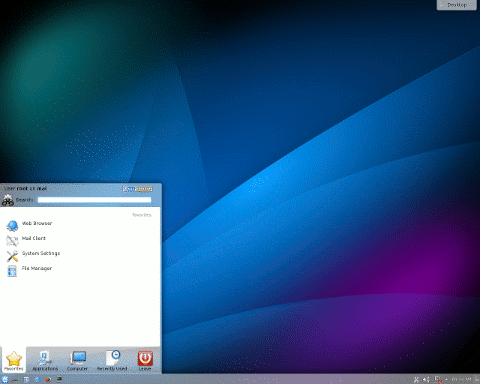 Desktop
User root on mal
Search:
Favorites
Web Browser
Mail Client
System Settings
File Manager
Favorites Applications Computer Recently Used Leave